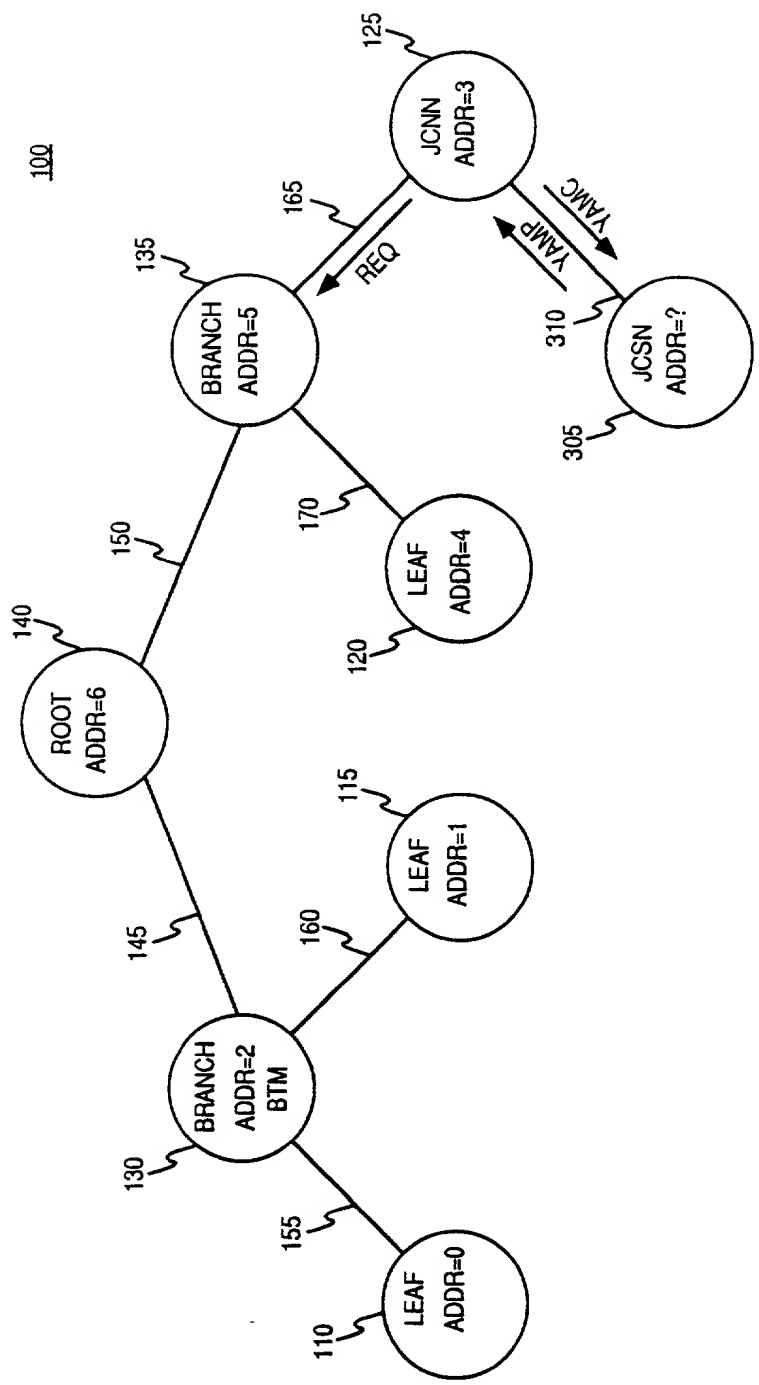 100
140
ROOT
ADDR=6
145
150
130
BRANCH
ADDR=2
BTM
135
BRANCH
ADDR=5
155
160
170
165
REQ
110
LEAF
ADDR=0
115
LEAF
ADDR=1
120
LEAF
ADDR=4
125
JCNN
ADDR=3
YAMP
YAMC
310
305
JCSN
ADDR=?